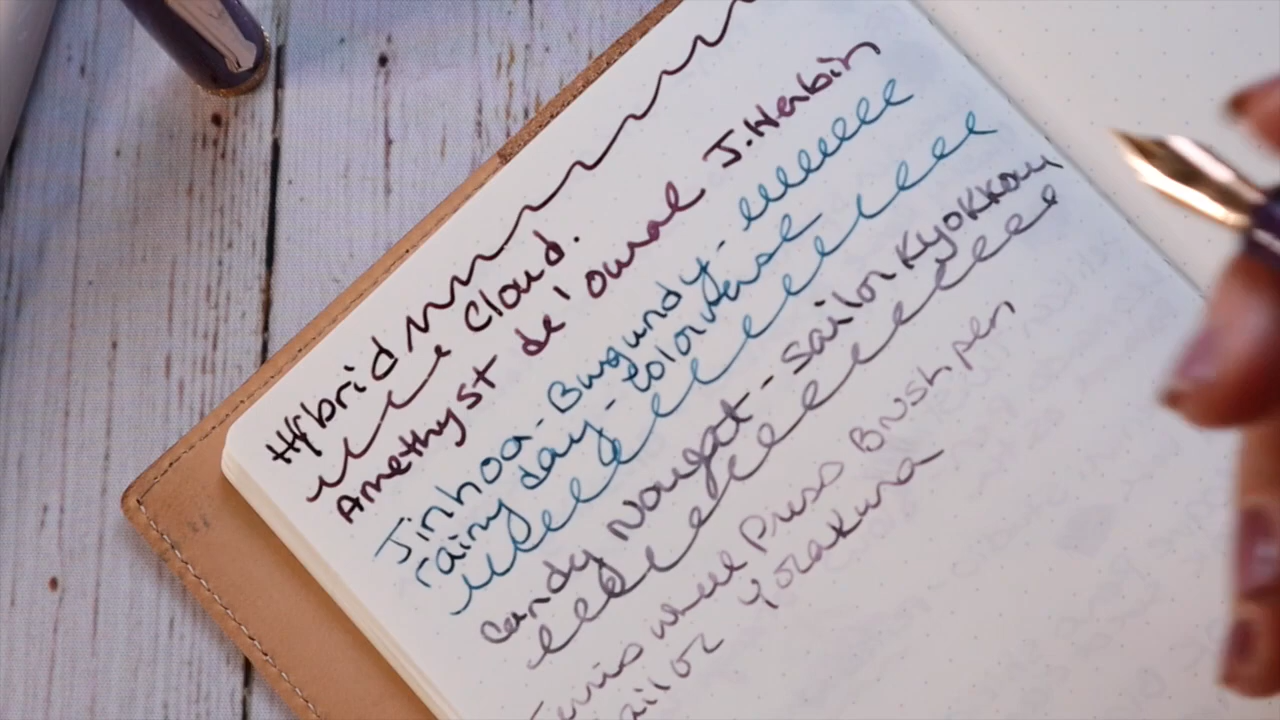 Hybrid
Cloud.
Amethyst de l'oural J. Herbin
Jinhoa - Burgundy -
rainy day - colorverse
Candy Nougat - Sailor Kyokkou
Ferris wheel Press Brush pen
Sailor Yozakura